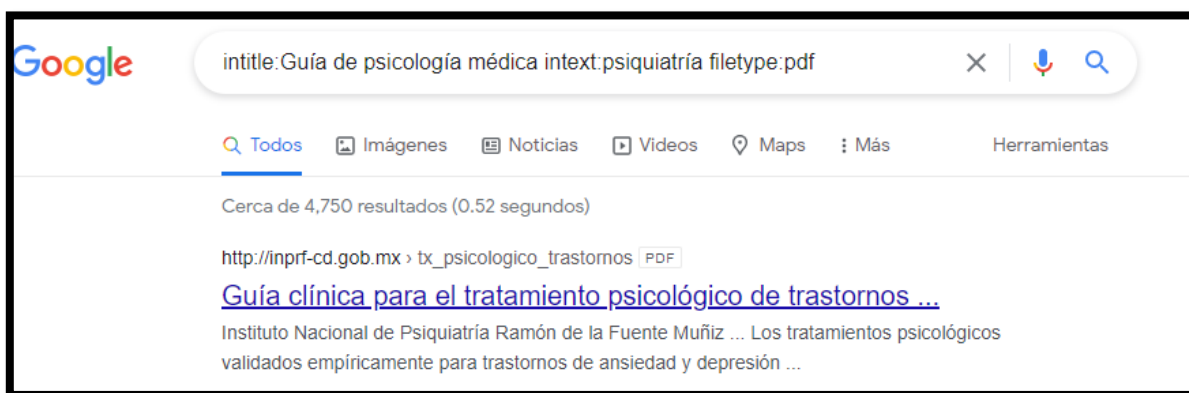 Google
intitle:Guía de psicología médica intext:psiquiatría filetype:pdf
Todos Imágenes Noticias Videos Maps Más Herramientas
Cerca de 4,750 resultados (0.52 segundos)
http://inprf-cd.gob.mx › tx_psicologico_trastornos PDF
Guía clínica para el tratamiento psicológico de trastornos ...
Instituto Nacional de Psiquiatría Ramón de la Fuente Muñiz ... Los tratamientos psicológicos
validados empíricamente para trastornos de ansiedad y depresión ...